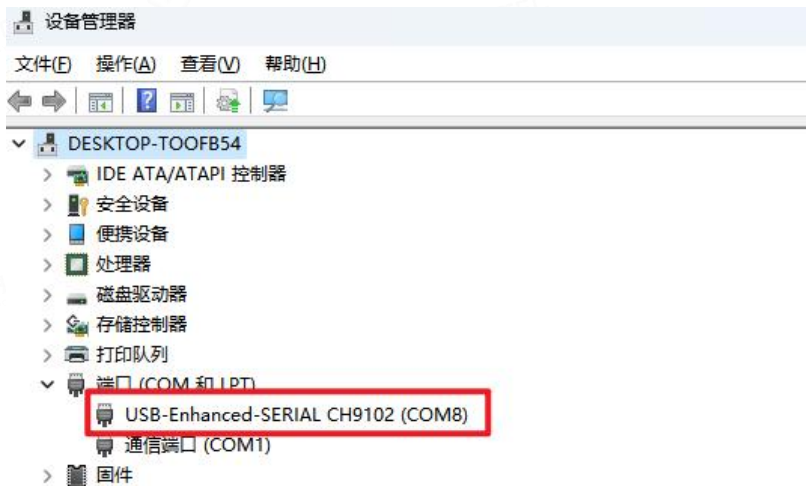 设备管理器
文件(F) 操作(A) 查看(V) 帮助(H)
DESKTOP-TOOFB54
IDE ATA/ATAPI 控制器
安全设备
便携设备
处理器
磁盘驱动器
存储控制器
打印队列
端口 (COM 和 LPT)
USB-Enhanced-SERIAL CH9102 (COM8)
通信端口 (COM1)
固件